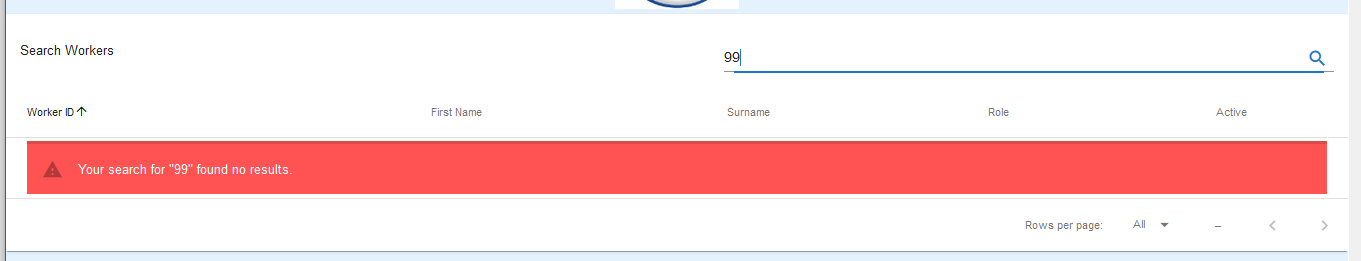 Search Workers
99
Worker ID First Name Surname Role Active
Your search for "99" found no results.
Rows per page: All –